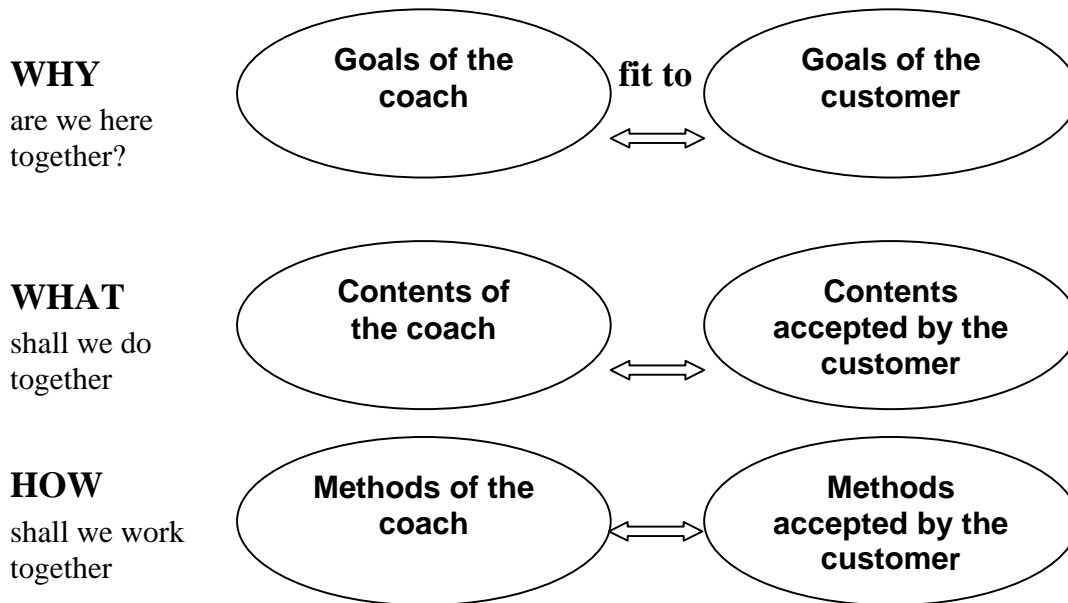 WHY
are we here
together?
Goals of the
coach
fit to
Goals of the
customer
WHAT
shall we do
together
Contents of
the coach
Contents
accepted by the
customer
HOW
shall we work
together
Methods of the
coach
Methods
accepted by the
customer